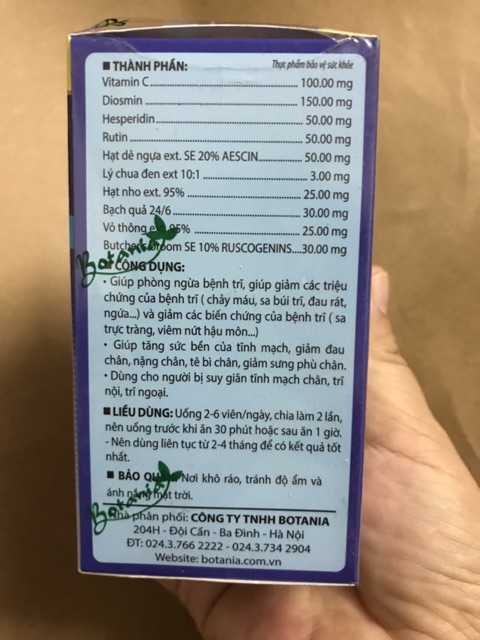 ■ THÀNH PHẦN: Thực phẩm bảo vệ sức khỏe
Vitamin C................................................ 100.00 mg
Diosmin ................................................. 150.00 mg
Hesperidin ............................................. 50.00 mg
Rutin ...................................................... 50.00 mg
Hạt dẻ ngựa ext. SE 20% AESCIN............ 50.00 mg
Lý chua đen ext 10:1 ............................. 3.00 mg
Hạt nho ext. 95% .................................. 25.00 mg
Bạch quả 24/6 ...................................... 30.00 mg
Vỏ thông ext 95% .................................. 25.00 mg
Butcher broom SE 10% RUSCOGENINS....30.00 mg
Botania
■ CÔNG DỤNG:
• Giúp phòng ngừa bệnh trĩ, giúp giảm các triệu
chứng của bệnh trĩ ( chảy máu, sa búi trĩ, đau rát,
ngứa...) và giảm các biến chứng của bệnh trĩ ( sa
trực tràng, viêm nứt hậu môn...)
• Giúp tăng sức bền của tĩnh mạch, giảm đau
chân, nặng chân, tê bì chân, giảm sưng phù chân.
• Dùng cho người bị suy giãn tĩnh mạch chân, trĩ
nội, trĩ ngoại.
■ LIỀU DÙNG: Uống 2-6 viên/ngày, chia làm 2 lần,
nên uống trước khi ăn 30 phút hoặc sau ăn 1 giờ.
- Nên dùng liên tục từ 2-4 tháng để có kết quả tốt
nhất.
■ BẢO QUẢN: Nơi khô ráo, tránh độ ẩm và
ánh nắng mặt trời.
Botania
Nhà phân phối: CÔNG TY TNHH BOTANIA
204H - Đội Cấn - Ba Đình - Hà Nội
ĐT: 024.3.766 2222 - 024.3.734 2904
Website: botania.com.vn